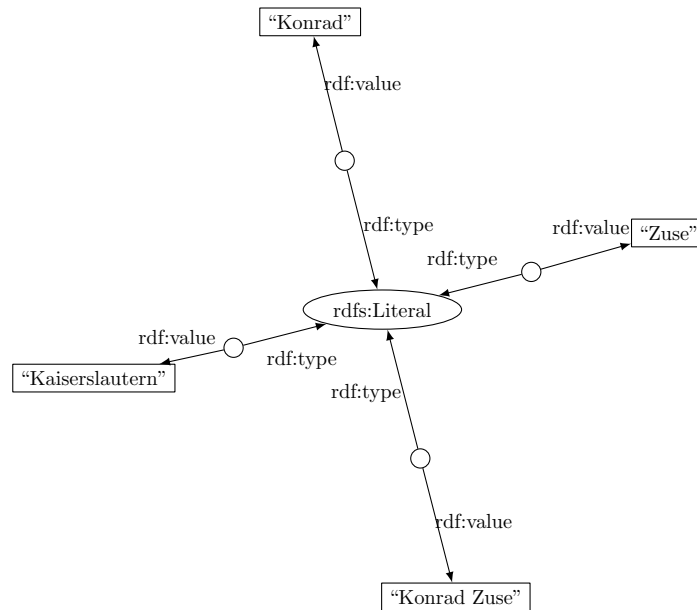 “Konrad”
rdf:value
rdf:type
rdf:value
“Zuse”
rdf:type
rdfs:Literal
rdf:value
rdf:type
“Kaiserslautern”
rdf:type
rdf:value
“Konrad Zuse”